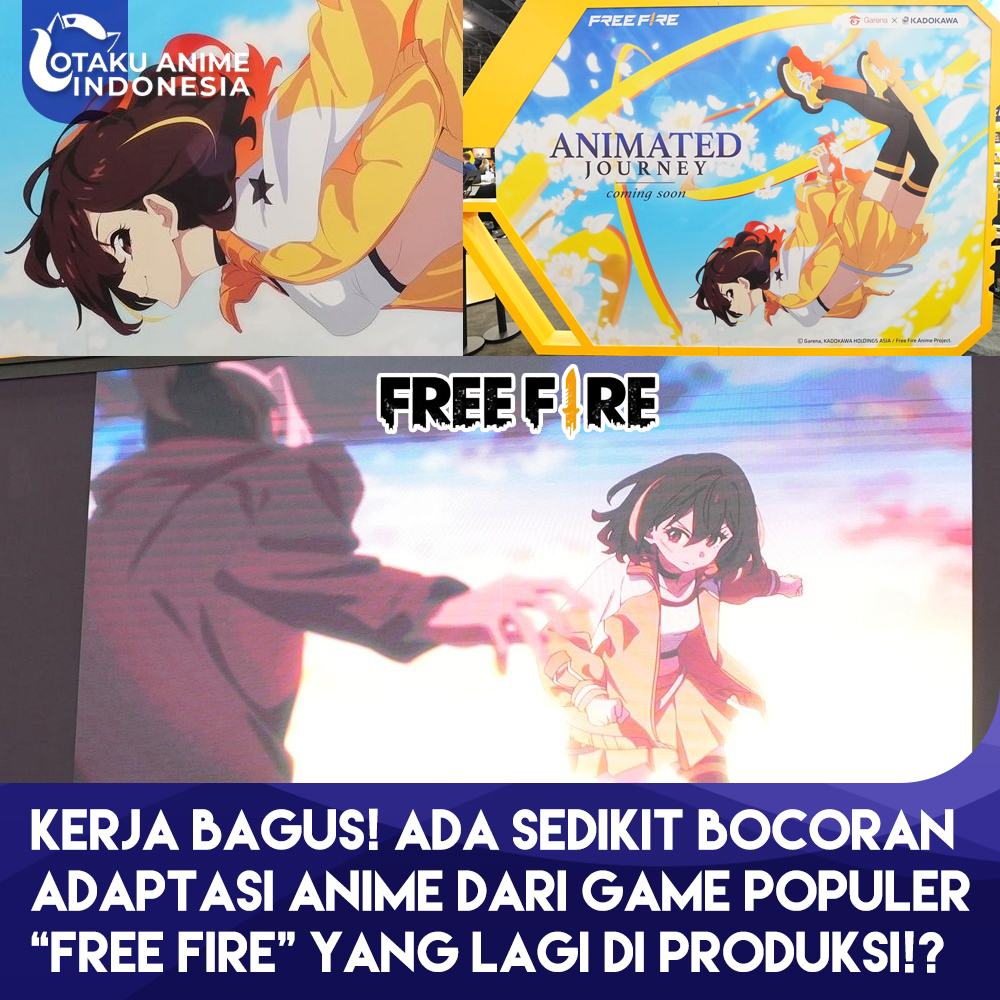 OTAKU ANIME
INDONESIA
FREE FIRE
Garena × KADOKAWA
ANIMATED
JOURNEY
coming soon
© Garena, KADOKAWA HOLDINGS ASIA / Free Fire Anime Project.
FREE FIRE
KERJA BAGUS! ADA SEDIKIT BOCORAN
ADAPTASI ANIME DARI GAME POPULER
“FREE FIRE” YANG LAGI DI PRODUKSI!?